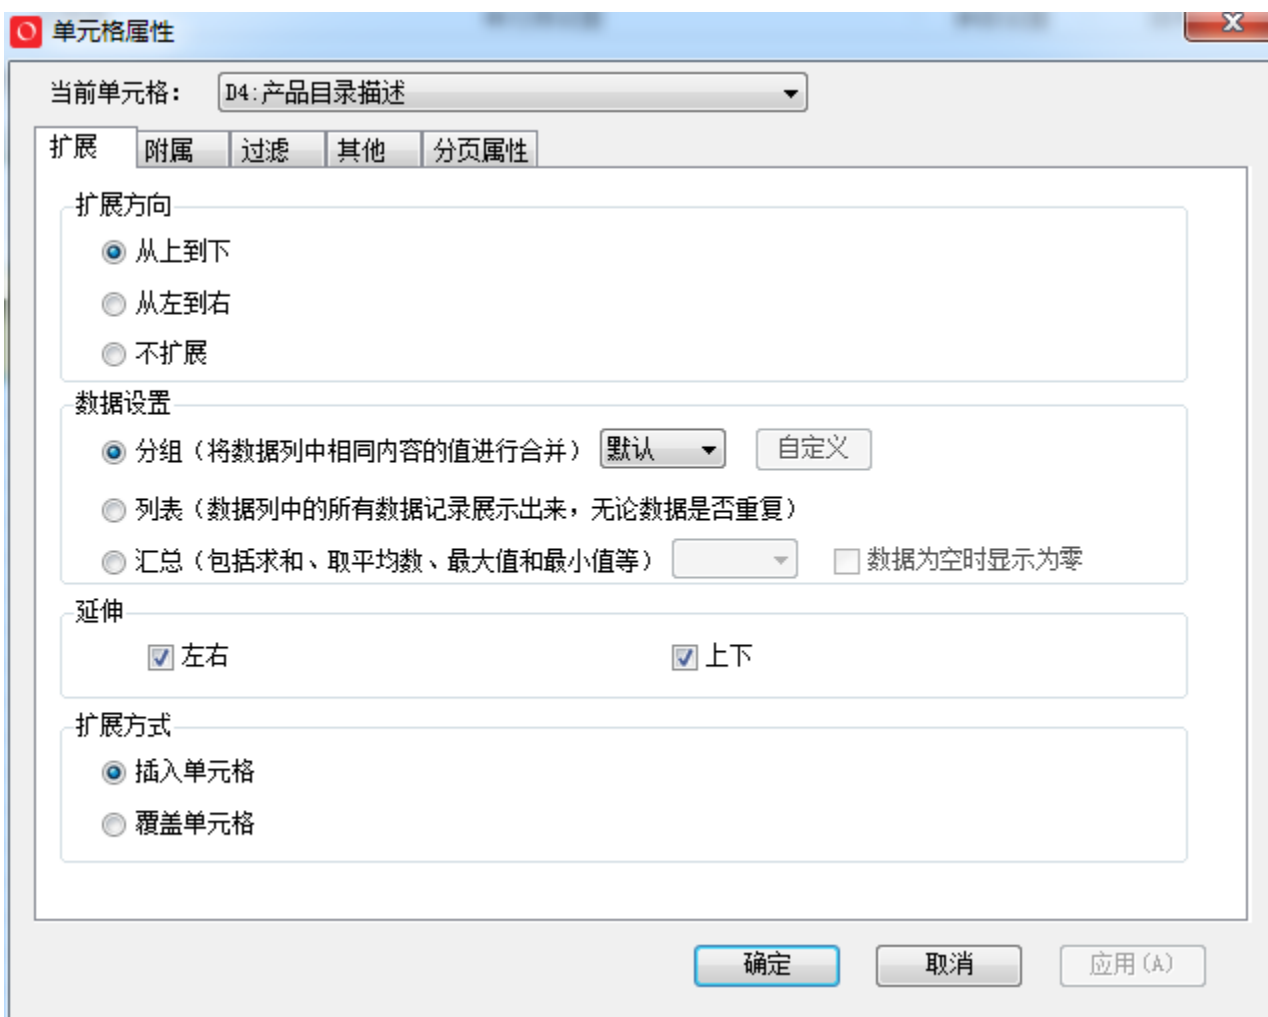 单元格属性
当前单元格: D4:产品目录描述
扩展 附属 过滤 其他 分页属性
扩展方向
从上到下
从左到右
不扩展
数据设置
分组(将数据列中相同内容的值进行合并) 默认 自定义
列表(数据列中的所有数据记录展示出来,无论数据是否重复)
汇总(包括求和、取平均数、最大值和最小值等) 数据为空时显示为零
延伸
左右 上下
扩展方式
插入单元格
覆盖单元格
确定 取消 应用(A)